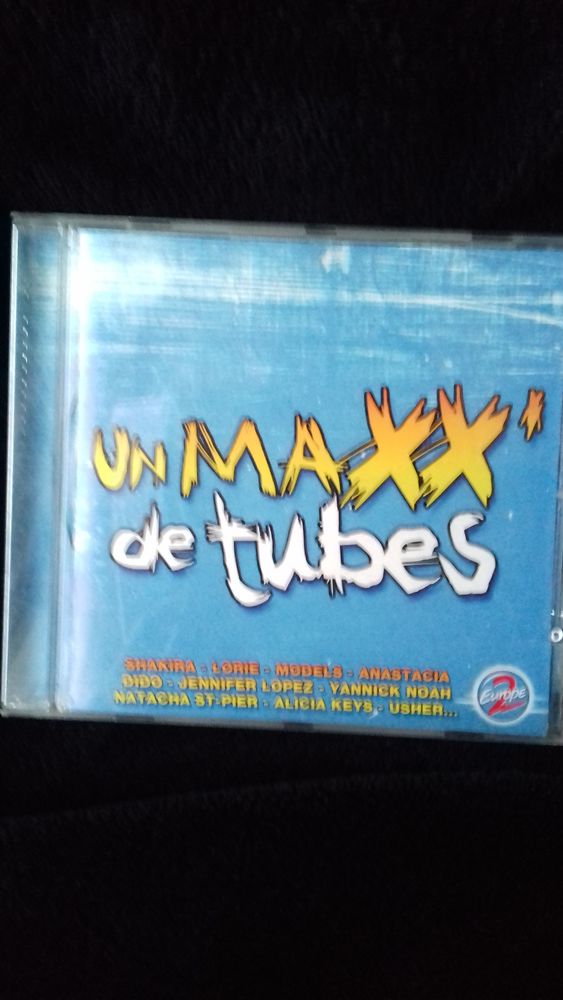 UN MAXX'
de tubes
SHAKIRA - LORIE - MODELS - ANASTACIA
DIDO - JENNIFER LOPEZ - YANNICK NOAH
NATACHA ST-PIER - ALICIA KEYS - USHER...
Europe
2